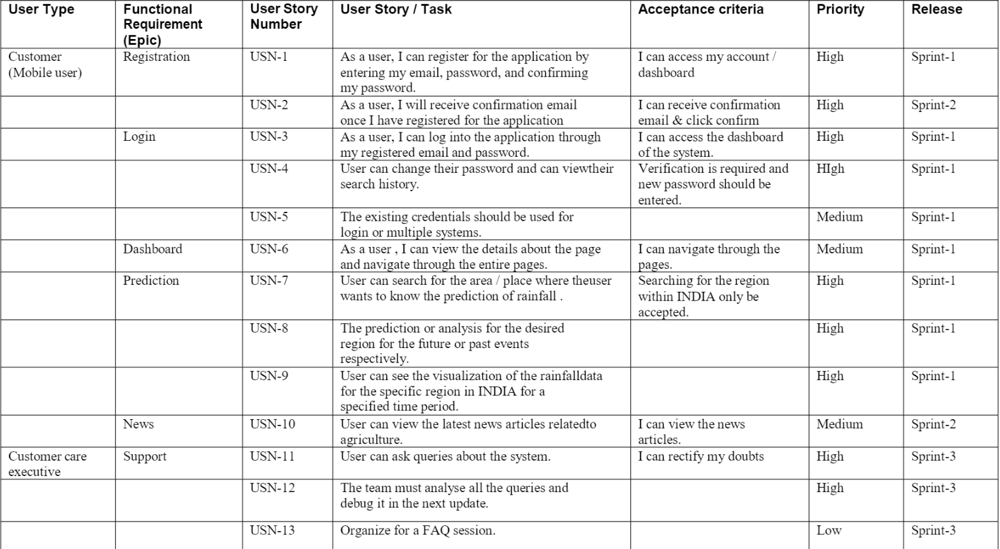 User Type
Functional
Requirement
(Epic)
User Story
Number
User Story / Task
Acceptance criteria
Priority
Release
Customer
(Mobile user)
Registration
USN-1
As a user, I can register for the application by
entering my email, password, and confirming
my password.
I can access my account /
dashboard
High
Sprint-1
USN-2
As a user, I will receive confirmation email
once I have registered for the application
I can receive confirmation
email & click confirm
High
Sprint-2
Login
USN-3
As a user, I can log into the application through
my registered email and password.
I can access the dashboard
of the system.
High
Sprint-1
USN-4
User can change their password and can viewtheir
search history.
Verification is required and
new password should be
entered.
HIgh
Sprint-1
USN-5
The existing credentials should be used for
login or multiple systems.
Medium
Sprint-1
Dashboard
USN-6
As a user , I can view the details about the page
and navigate through the entire pages.
I can navigate through the
pages.
Medium
Sprint-1
Prediction
USN-7
User can search for the area / place where theuser
wants to know the prediction of rainfall .
Searching for the region
within INDIA only be
accepted.
High
Sprint-1
USN-8
The prediction or analysis for the desired
region for the future or past events
respectively.
High
Sprint-1
USN-9
User can see the visualization of the rainfalldata
for the specific region in INDIA for a
specified time period.
High
Sprint-1
News
USN-10
User can view the latest news articles relatedto
agriculture.
I can view the news
articles.
Medium
Sprint-2
Customer care
executive
Support
USN-11
User can ask queries about the system.
I can rectify my doubts
High
Sprint-3
USN-12
The team must analyse all the queries and
debug it in the next update.
High
Sprint-3
USN-13
Organize for a FAQ session.
Low
Sprint-3